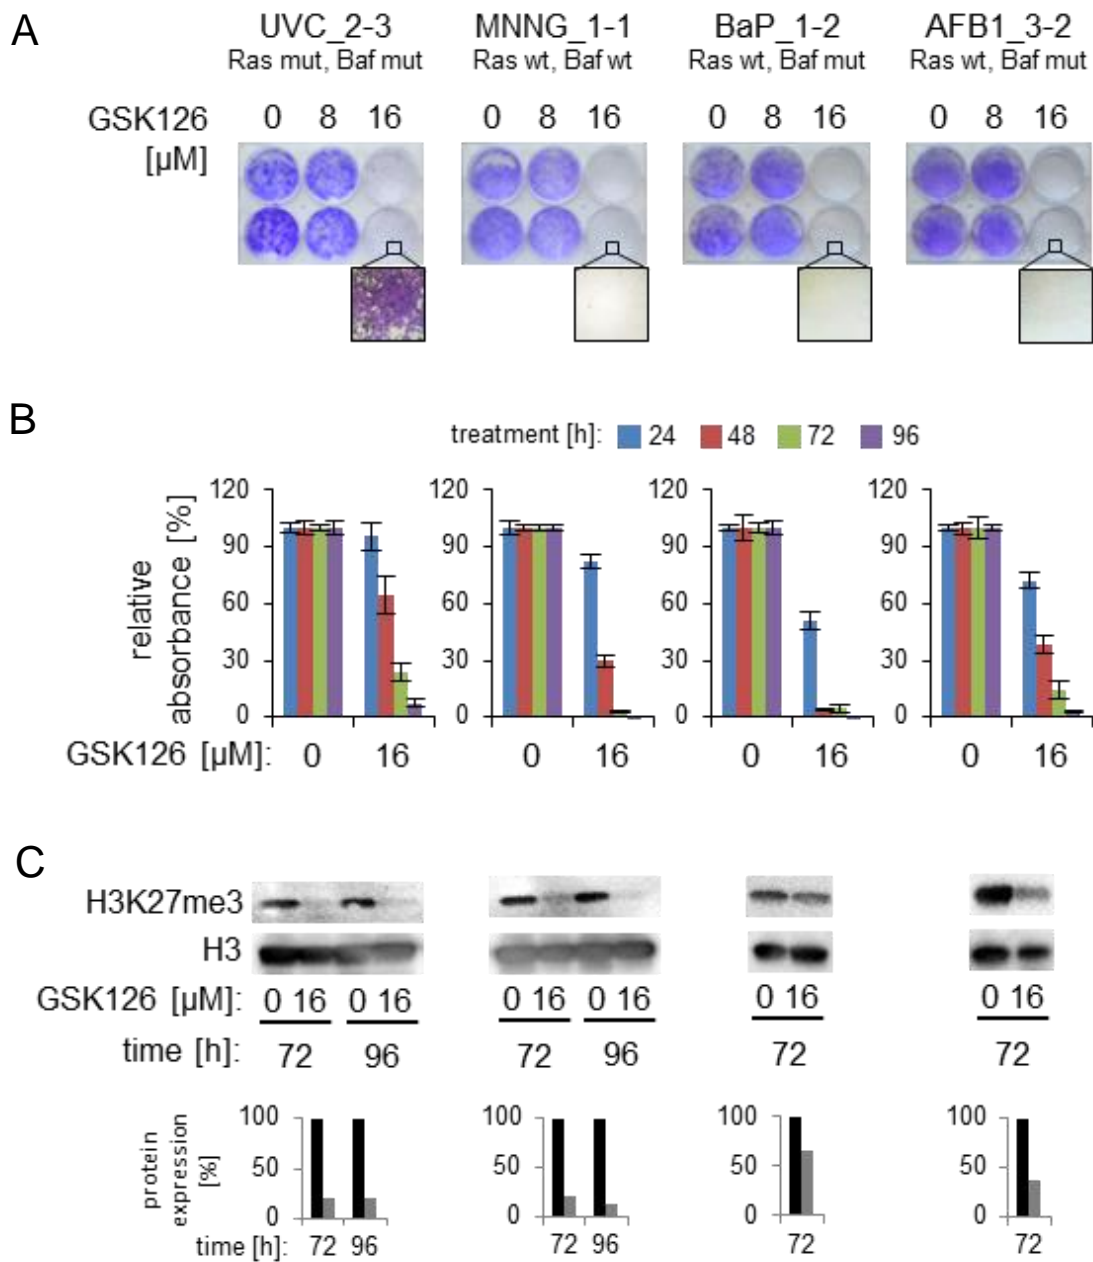 A
UVC_2-3 MNNG_1-1 BaP_1-2 AFB1_3-2
Ras mut, Baf mut Ras wt, Baf wt Ras wt, Baf mut Ras wt, Baf mut
GSK126 0 8 16 0 8 16 0 8 16 0 8 16
[µM]
B
treatment [h]: 24 48 72 96
relative
absorbance [%]
120 120 120 120
90 90 90 90
60 60 60 60
30 30 30 30
0 0 0 0
GSK126 [µM]: 0 16 0 16 0 16 0 16
C
H3K27me3
H3
GSK126 [µM]: 0 16 0 16 0 16 0 16 0 16 0 16
time [h]: 72 96 72 96 72 72
protein
expression
[%]
100 100 100 100
50 50 50 50
0 0 0 0
time [h]: 72 96 72 96 72 72